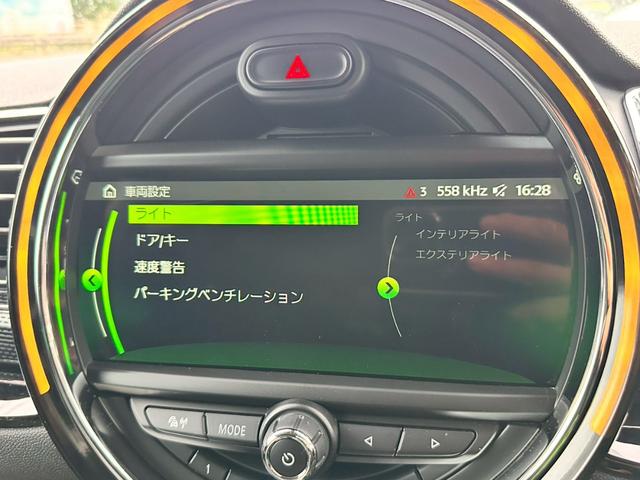 車両設定
3 558 kHz 16:28
ライト
ドア/キー
速度警告
パーキングベンチレーション
ライト
インテリアライト
エクステリアライト
MODE
1